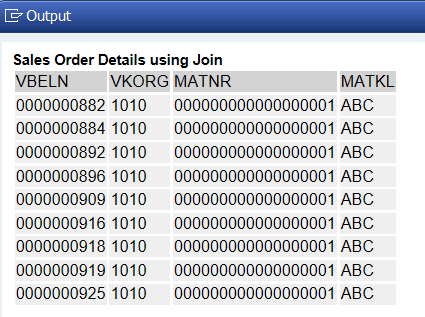 Output
Sales Order Details using Join
VBELN VKORG MATNR MATKL
0000000882 1010 000000000000000001 ABC
0000000884 1010 000000000000000001 ABC
0000000892 1010 000000000000000001 ABC
0000000896 1010 000000000000000001 ABC
0000000909 1010 000000000000000001 ABC
0000000916 1010 000000000000000001 ABC
0000000918 1010 000000000000000001 ABC
0000000919 1010 000000000000000001 ABC
0000000925 1010 000000000000000001 ABC